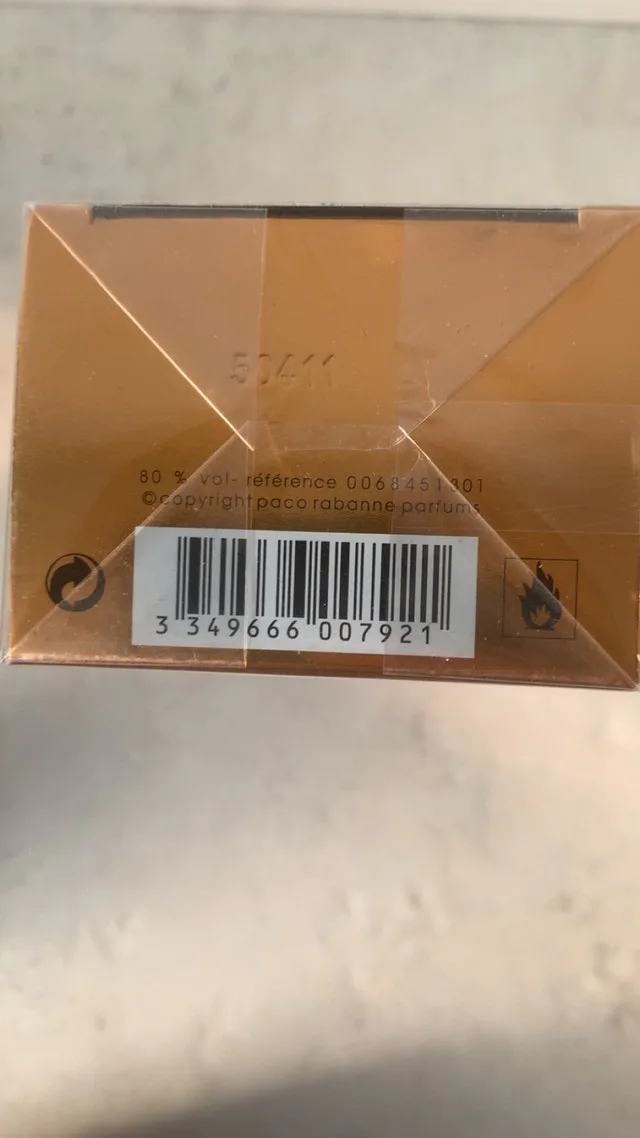 50411
80 % vol- référence 0068451301
©copyright paco rabanne parfums
3 349666 007921